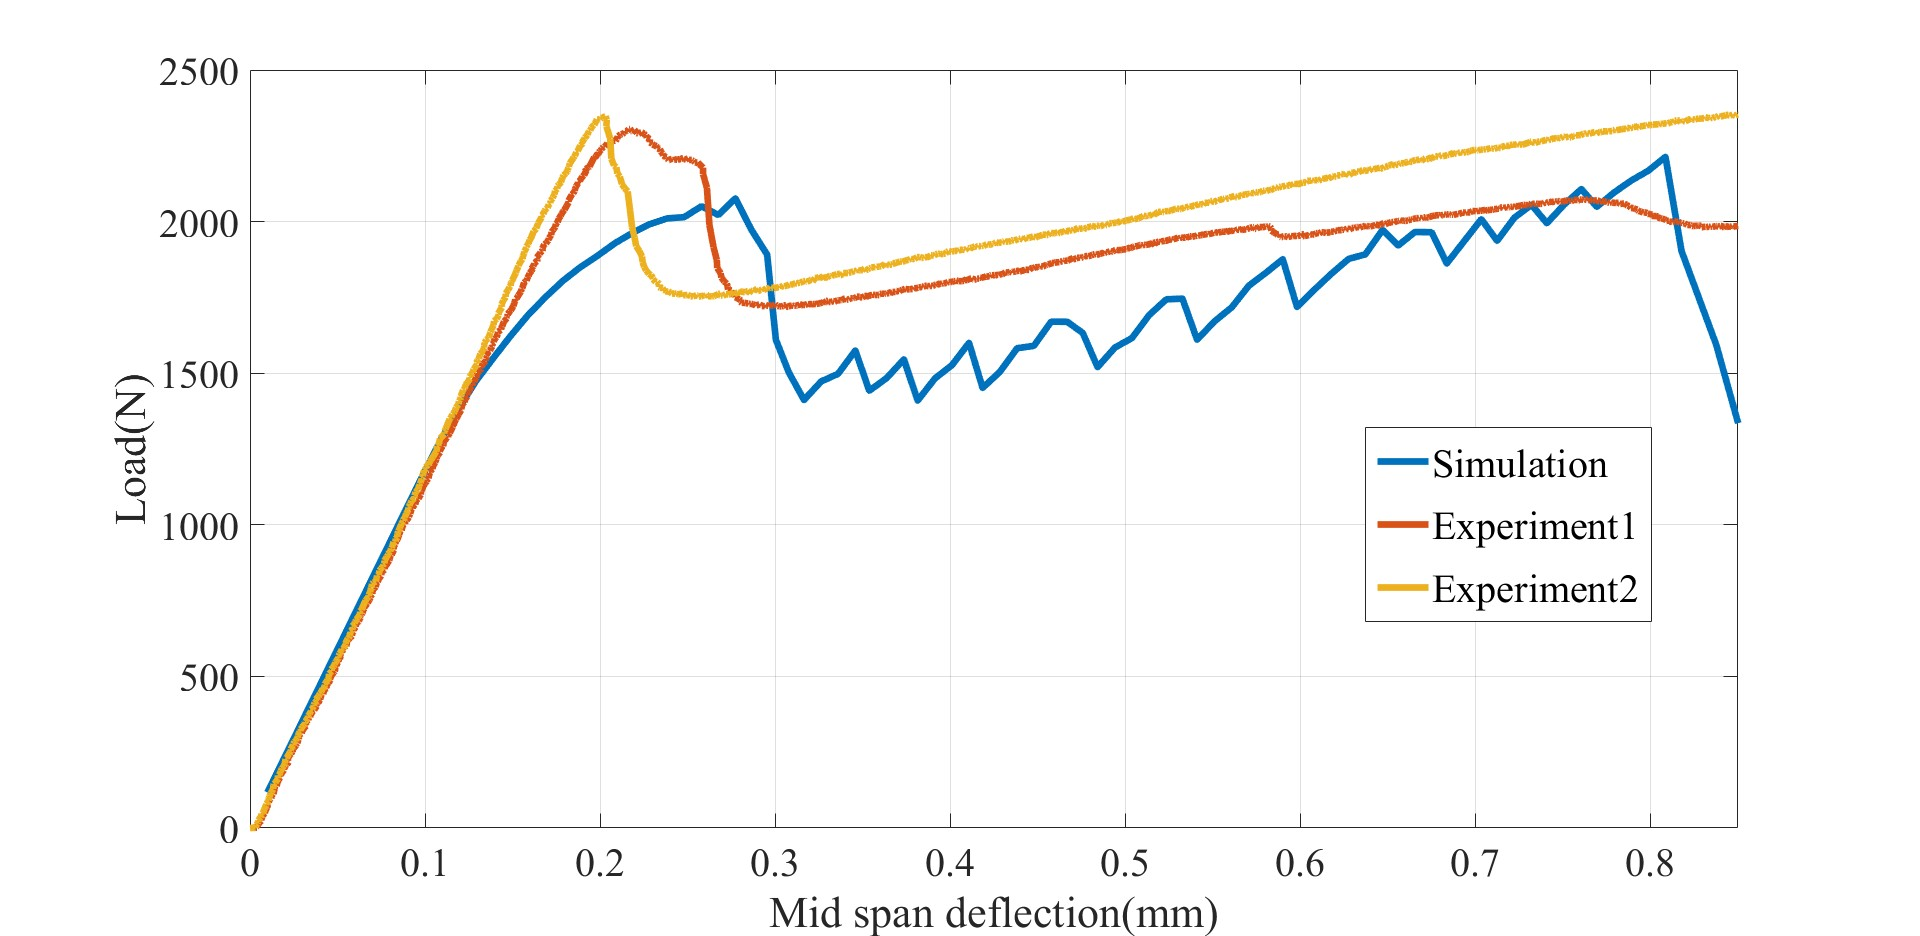 2500
2000
1500
1000
500
0
Load(N)
0 0.1 0.2 0.3 0.4 0.5 0.6 0.7 0.8
Mid span deflection(mm)
Simulation
Experiment1
Experiment2